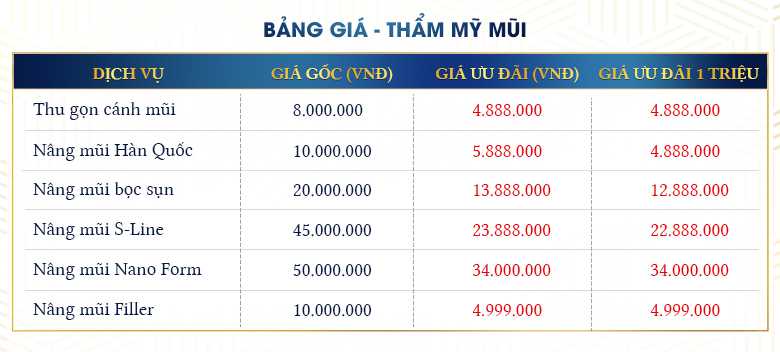 BẢNG GIÁ - THẨM MỸ MŨI
DỊCH VỤ GIÁ GỐC (VNĐ) GIÁ ƯU ĐÃI (VNĐ) GIÁ ƯU ĐÃI 1 TRIỆU
Thu gọn cánh mũi 8.000.000 4.888.000 4.888.000
Nâng mũi Hàn Quốc 10.000.000 5.888.000 4.888.000
Nâng mũi bọc sụn 20.000.000 13.888.000 12.888.000
Nâng mũi S-Line 45.000.000 23.888.000 22.888.000
Nâng mũi Nano Form 50.000.000 34.000.000 34.000.000
Nâng mũi Filler 10.000.000 4.999.000 4.999.000